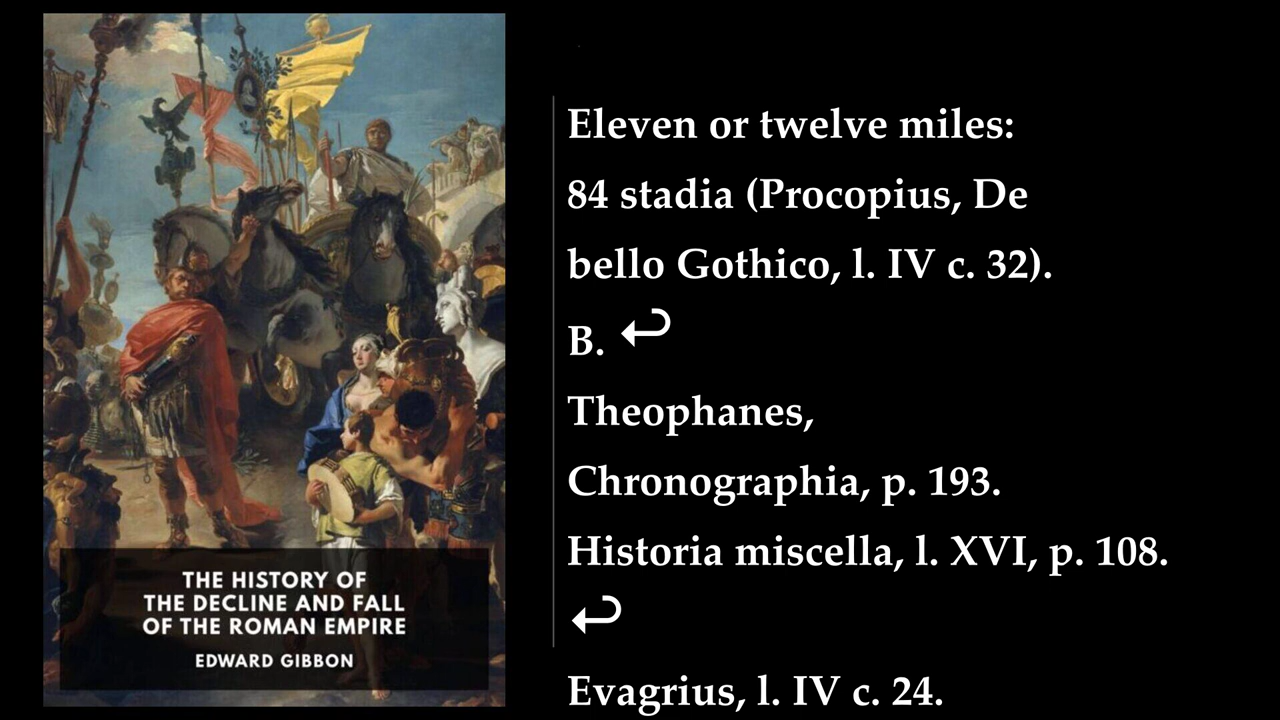 THE HISTORY OF
THE DECLINE AND FALL
OF THE ROMAN EMPIRE
EDWARD GIBBON
Eleven or twelve miles:
84 stadia (Procopius, De
bello Gothico, l. IV c. 32).
B. ↩
Theophanes,
Chronographia, p. 193.
Historia miscella, l. XVI, p. 108.
↩
Evagrius, l. IV c. 24.